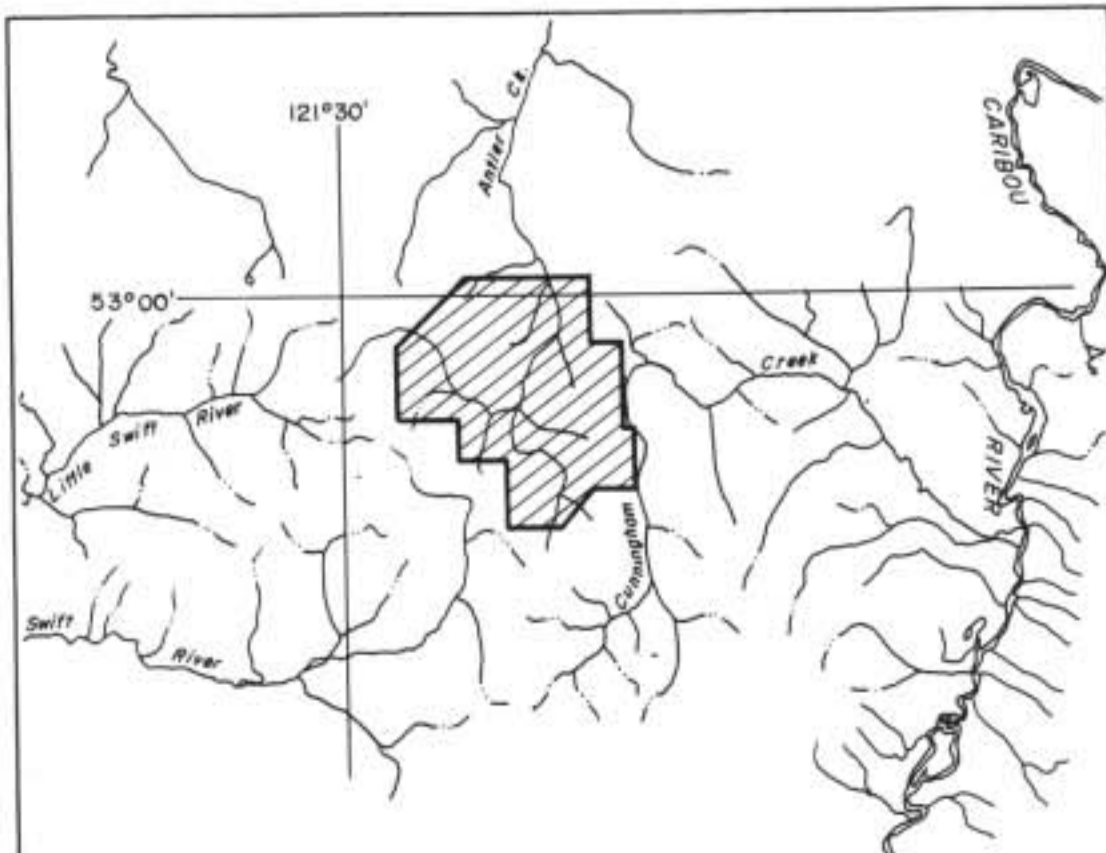 121°30'
Antler Ck.
CARIBOU
53°00'
Creek
Little Swift River
RIVER
Cunningham
Swift River